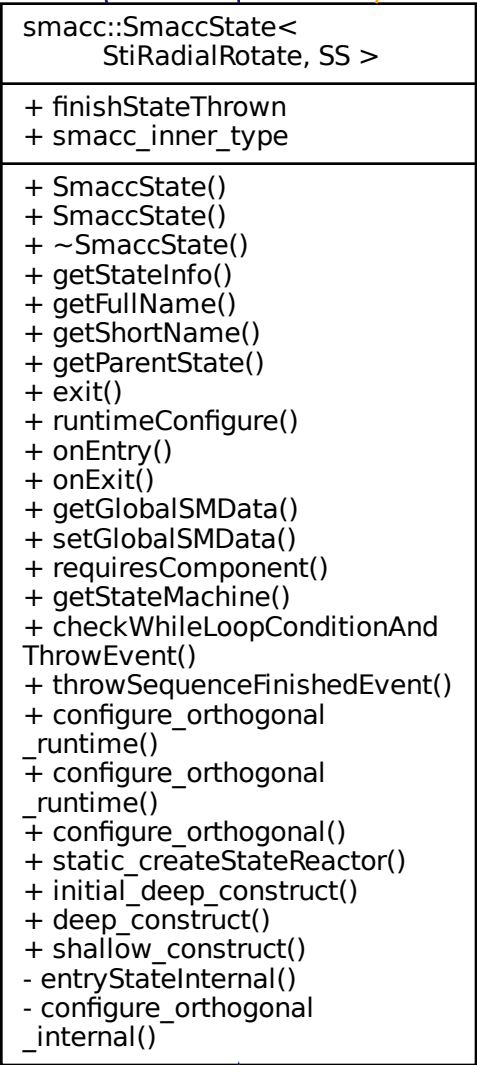 smacc::SmaccState<
StiRadialRotate, SS >
+ finishStateThrown
+ smacc_inner_type
+ SmaccState()
+ SmaccState()
+ ~SmaccState()
+ getStateInfo()
+ getFullName()
+ getShortName()
+ getParentState()
+ exit()
+ runtimeConfigure()
+ onEntry()
+ onExit()
+ getGlobalSMData()
+ setGlobalSMData()
+ requiresComponent()
+ getStateMachine()
+ checkWhileLoopConditionAnd
ThrowEvent()
+ throwSequenceFinishedEvent()
+ configure_orthogonal
_runtime()
+ configure_orthogonal
_runtime()
+ configure_orthogonal()
+ static_createStateReactor()
+ initial_deep_construct()
+ deep_construct()
+ shallow_construct()
- entryStateInternal()
- configure_orthogonal
_internal()